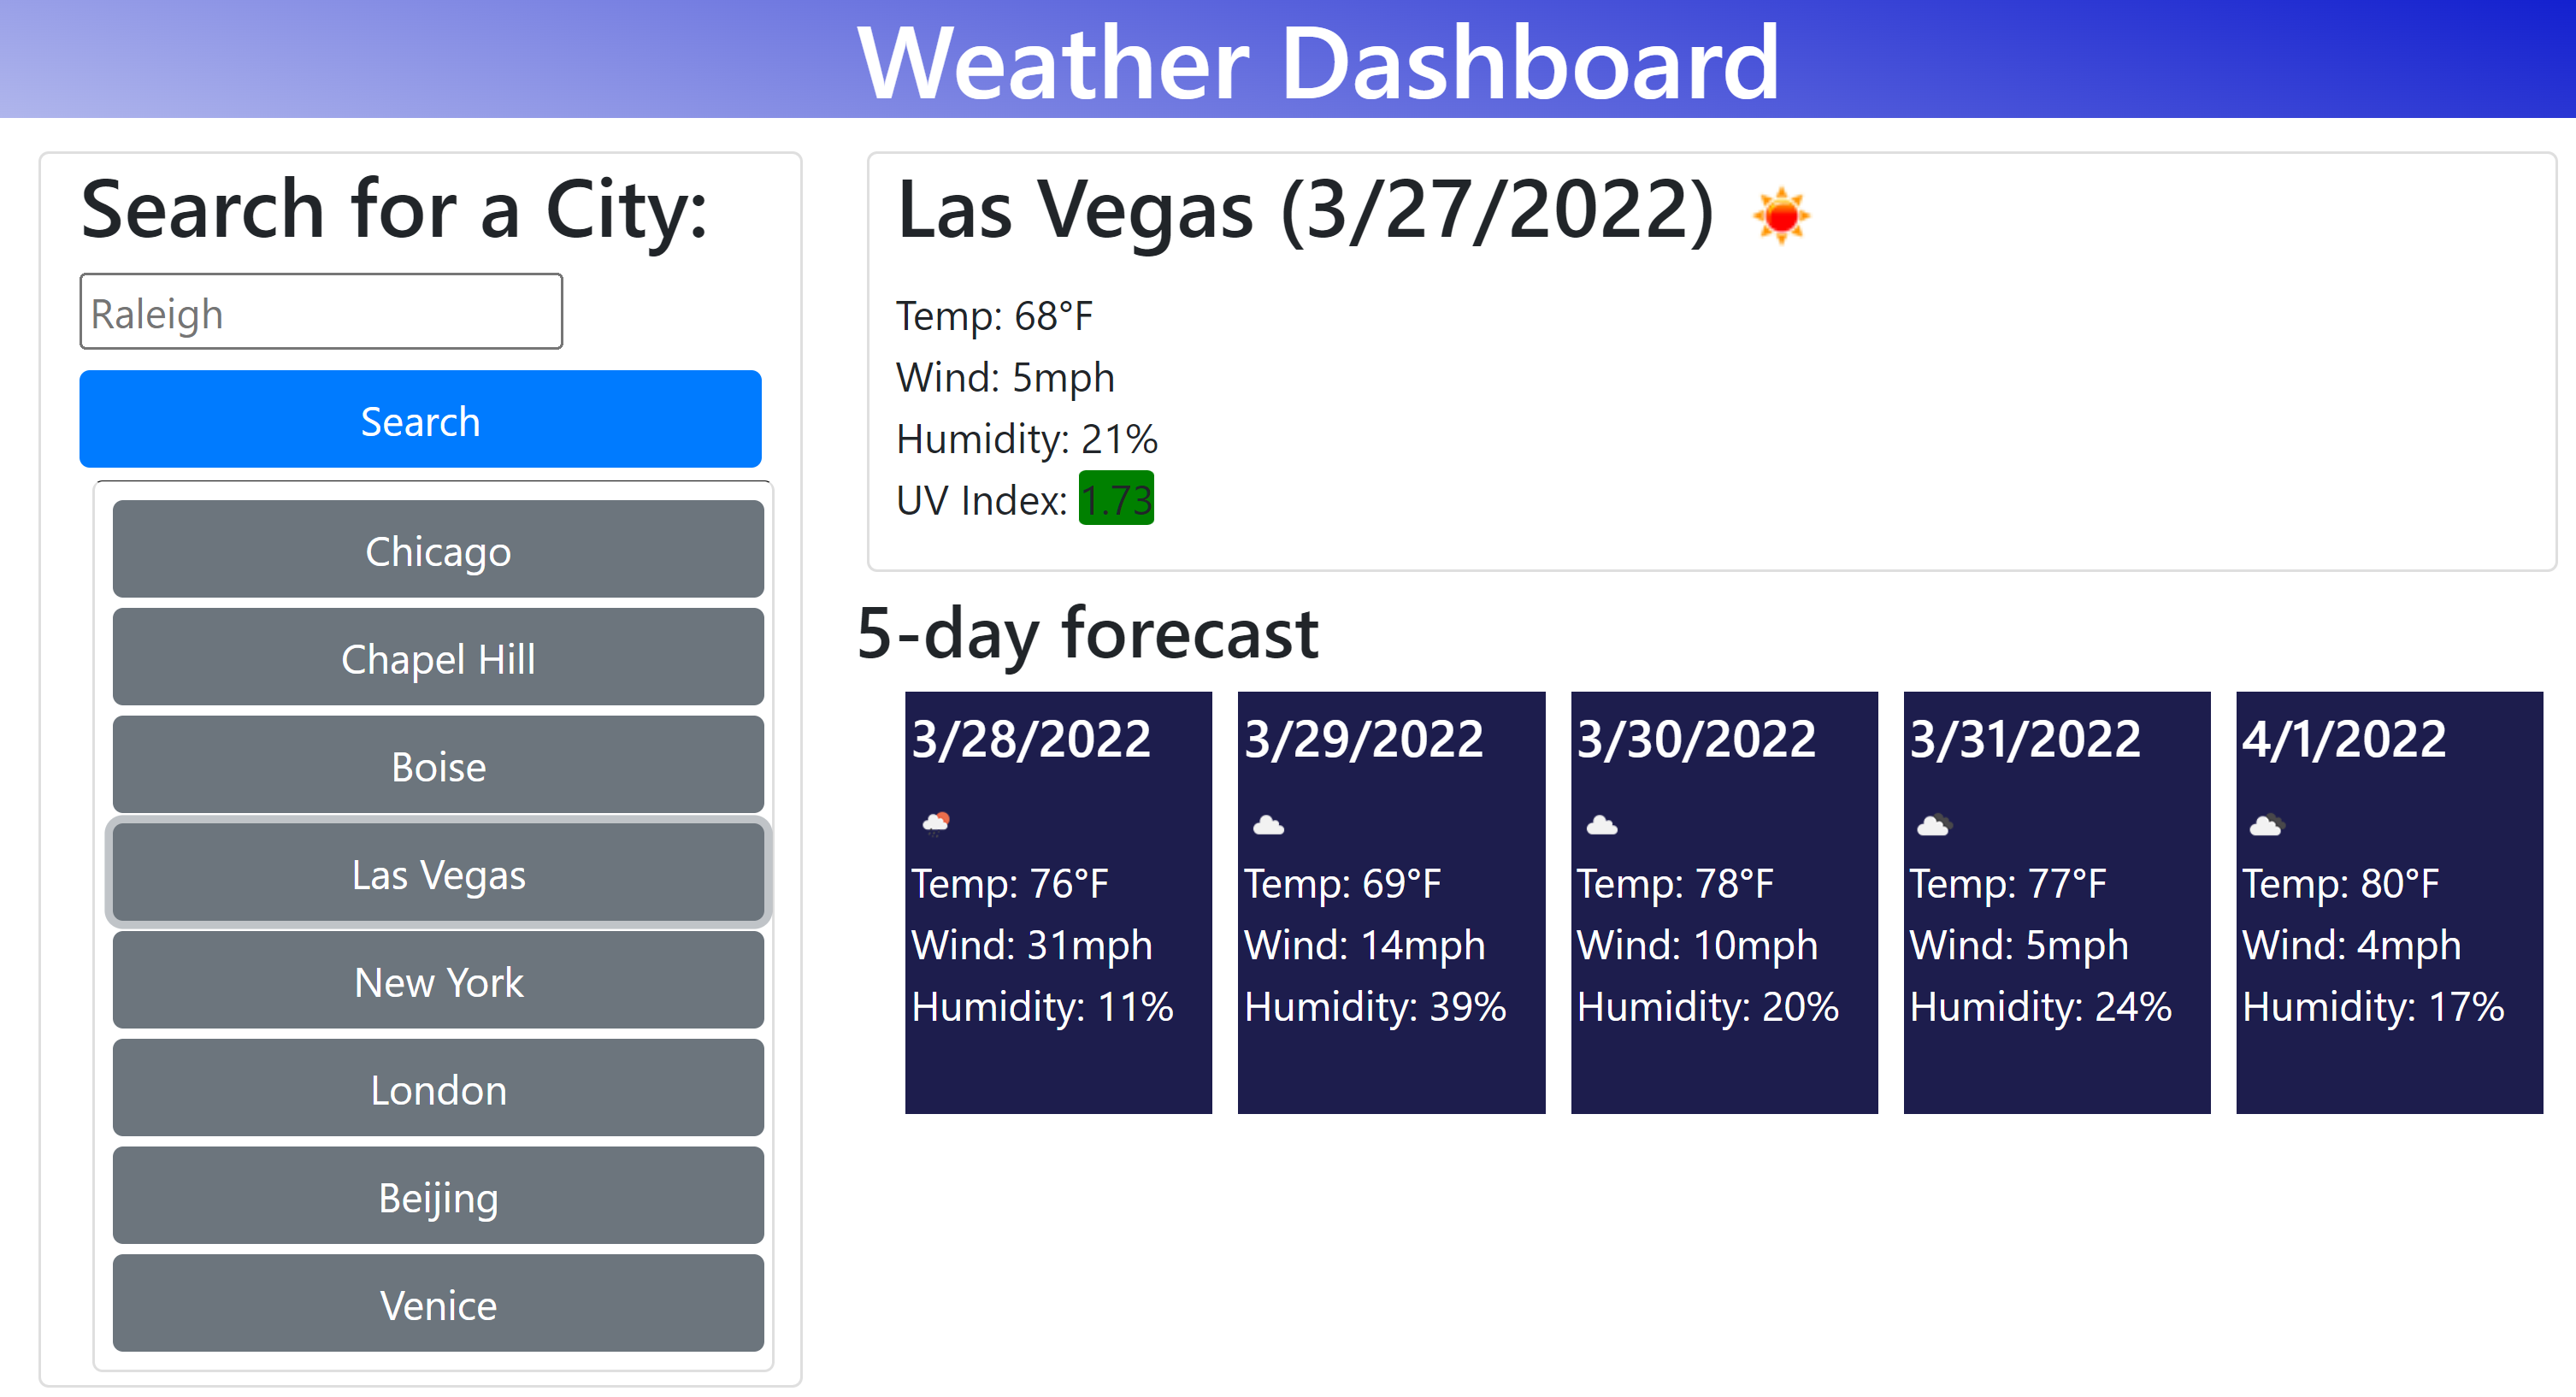 Weather Dashboard
Search for a City:
Raleigh
Search
Chicago
Chapel Hill
Boise
Las Vegas
New York
London
Beijing
Venice
Las Vegas (3/27/2022)
Temp: 68°F
Wind: 5mph
Humidity: 21%
UV Index: 1.73
5-day forecast
3/28/2022
Temp: 76°F
Wind: 31mph
Humidity: 11%
3/29/2022
Temp: 69°F
Wind: 14mph
Humidity: 39%
3/30/2022
Temp: 78°F
Wind: 10mph
Humidity: 20%
3/31/2022
Temp: 77°F
Wind: 5mph
Humidity: 24%
4/1/2022
Temp: 80°F
Wind: 4mph
Humidity: 17%